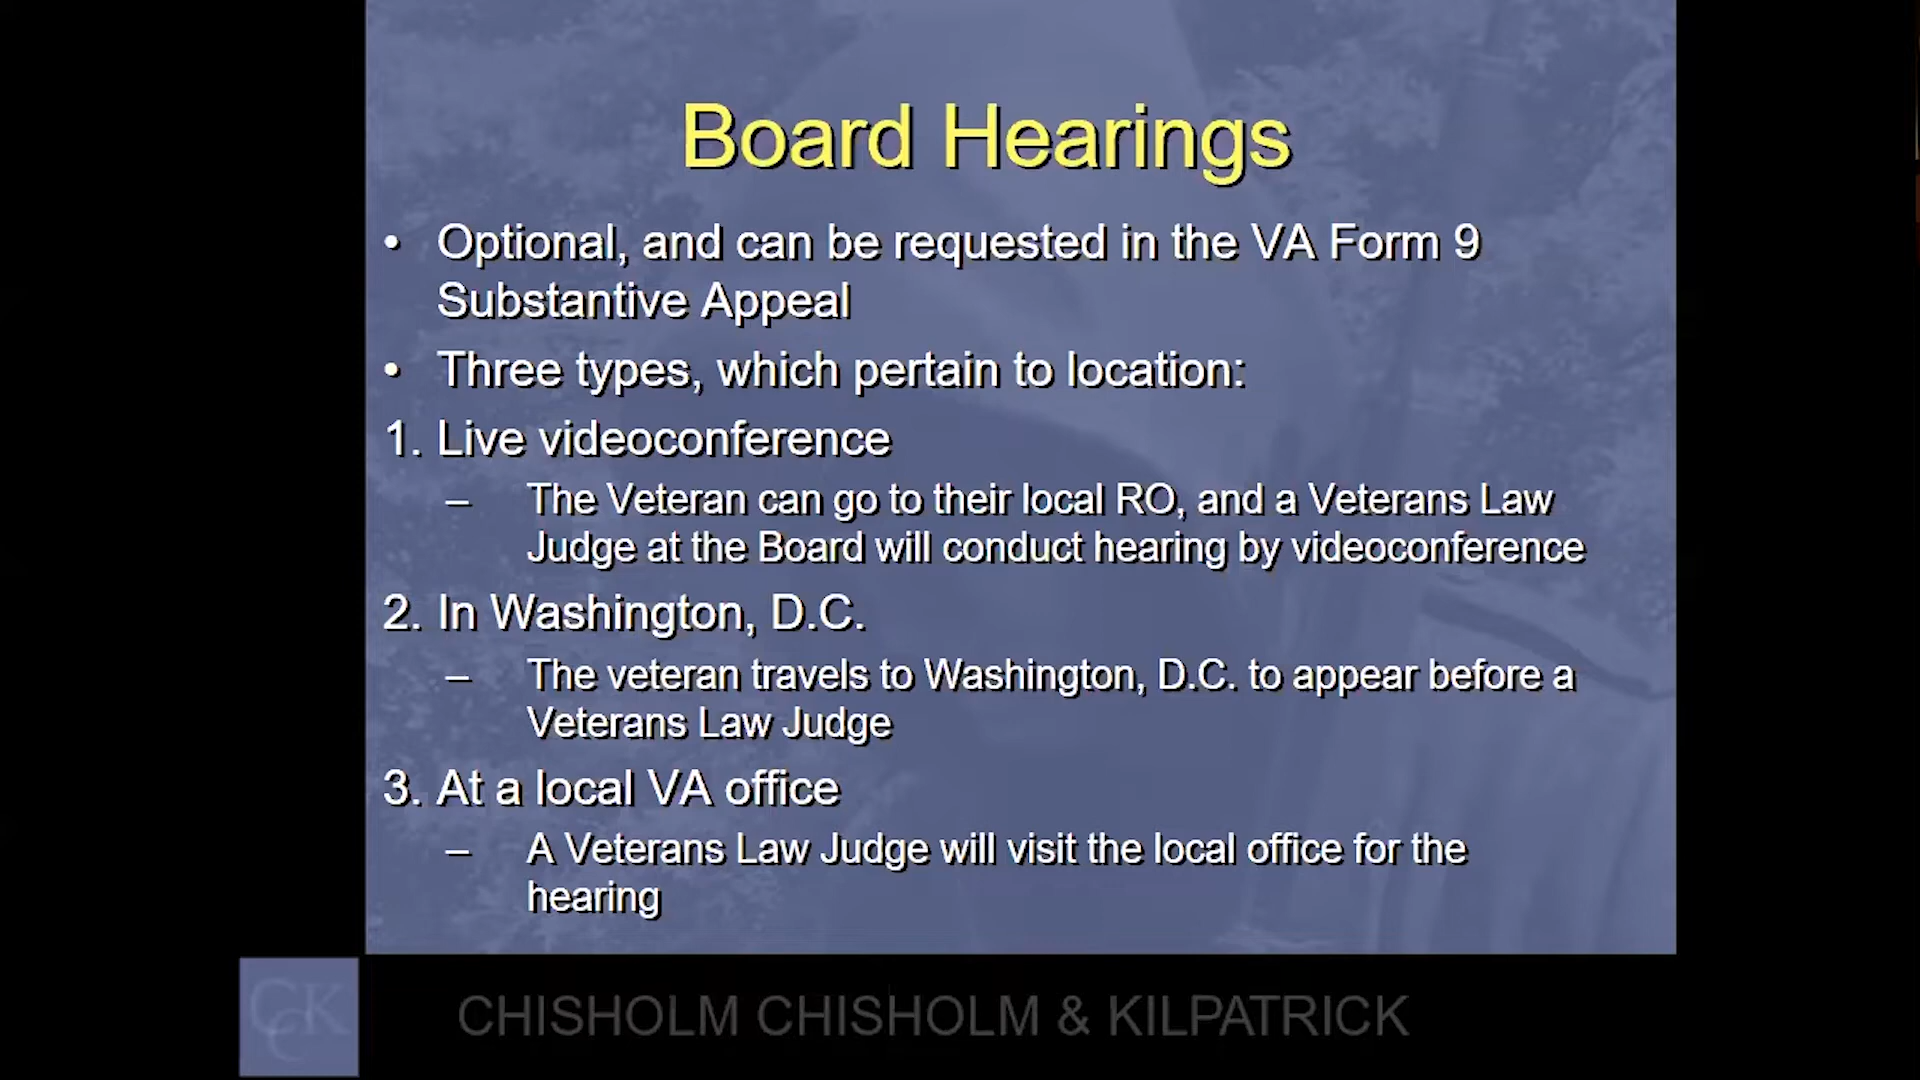 Board Hearings
• Optional, and can be requested in the VA Form 9
Substantive Appeal
• Three types, which pertain to location:
1. Live videoconference
– The Veteran can go to their local RO, and a Veterans Law
Judge at the Board will conduct hearing by videoconference
2. In Washington, D.C.
– The veteran travels to Washington, D.C. to appear before a
Veterans Law Judge
3. At a local VA office
– A Veterans Law Judge will visit the local office for the
hearing
CCK
CHISHOLM CHISHOLM & KILPATRICK